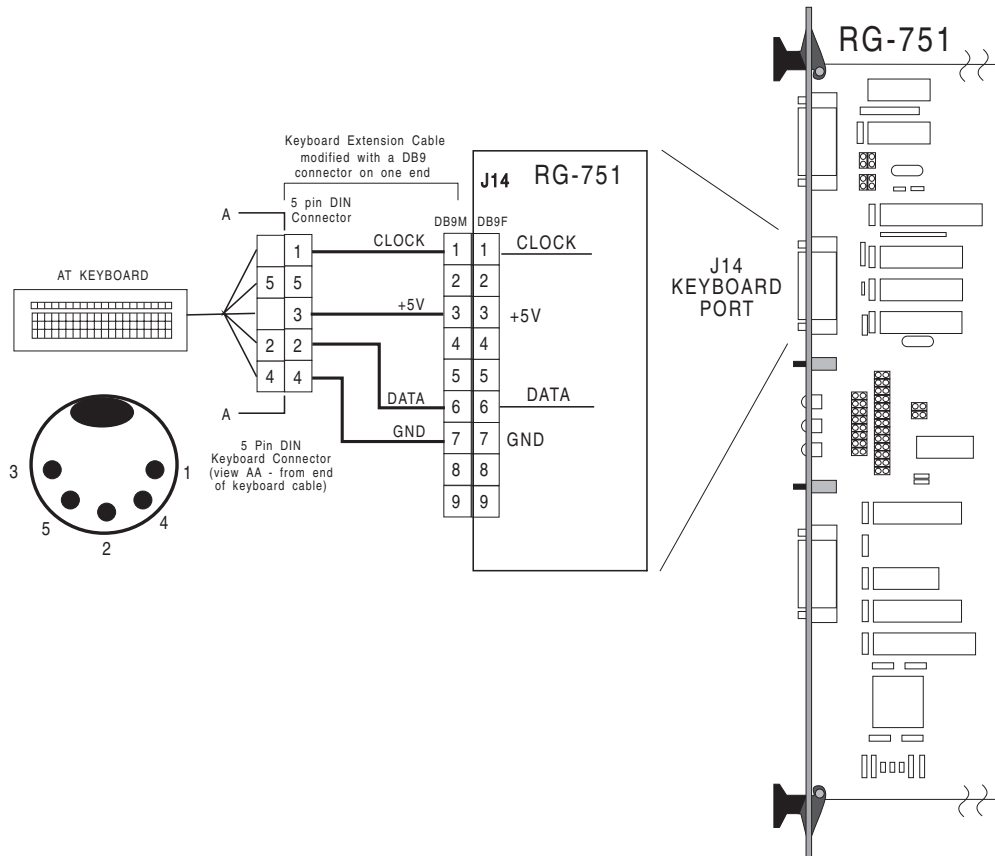 RG-751
Keyboard Extension Cable
modified with a DB9
connector on one end
J14 RG-751
A
5 pin DIN
Connector
DB9M DB9F
1 CLOCK 1 1 CLOCK
2 2
5 5
AT KEYBOARD
3 +5V 3 3 +5V
J14
KEYBOARD
PORT
2 2
4 4
4 4
5 5
DATA 6 6 DATA
A
GND 7 7 GND
8 8
9 9
5 Pin DIN
Keyboard Connector
(view AA - from end
of keyboard cable)
3 1
5 4
2